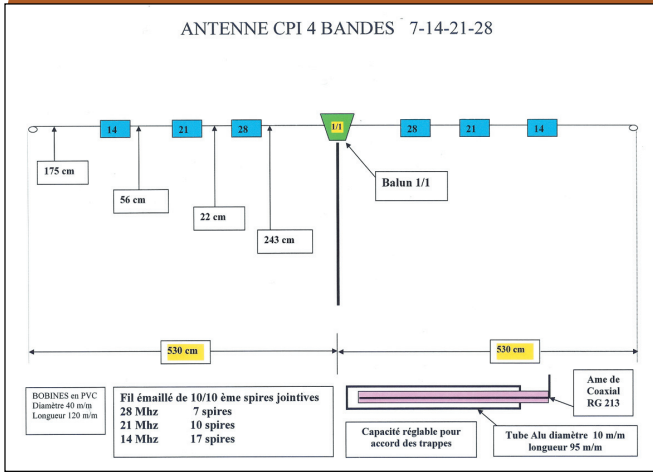 ANTENNE CPI 4 BANDES 7-14-21-28
14
21
28
1/1
28
21
14
175 cm
56 cm
22 cm
243 cm
Balun 1/1
530 cm
530 cm
BOBINES en PVC
Diamètre 40 m/m
Longueur 120 m/m
Fil émaillé de 10/10 ème spires jointives
28 Mhz 7 spires
21 Mhz 10 spires
14 Mhz 17 spires
Capacité réglable pour
accord des trappes
Ame de
Coaxial
RG 213
Tube Alu diamètre 10 m/m
longueur 95 m/m